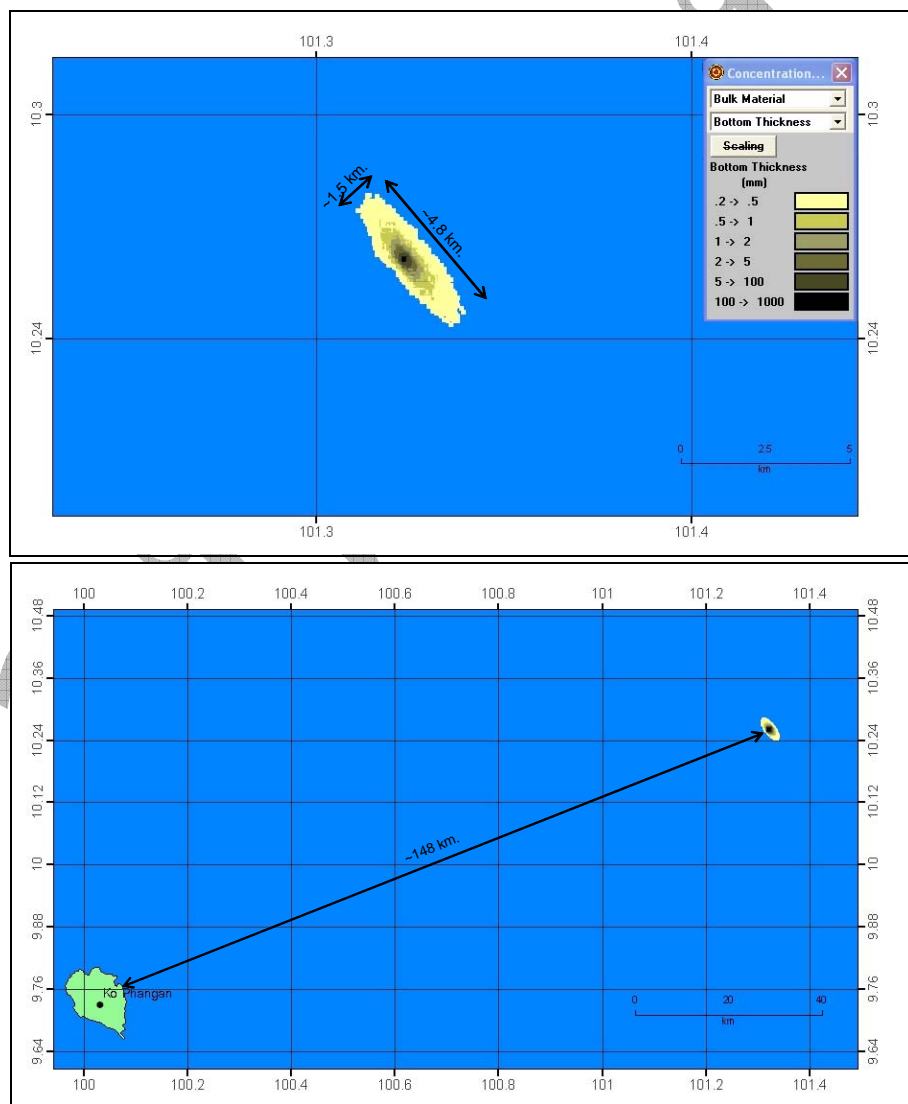 101.3 101.4
Concentration...
10.3 10.3
Bulk Material
Bottom Thickness
Scaling
Bottom Thickness
(mm)
.2 -> .5
.5 -> 1
1 -> 2
2 -> 5
5 -> 100
100 -> 1000
~1.5 km.
~4.8 km.
10.24 10.24
0 2.5 5
km
101.3 101.4
100 100.2 100.4 100.6 100.8 101 101.2 101.4
10.48 10.48
10.36 10.36
10.24 10.24
10.12 10.12
~148 km.
10 10
9.88 9.88
9.76 9.76
Ko Phangan
0 20 40
km
9.64 9.64
100 100.2 100.4 100.6 100.8 101 101.2 101.4